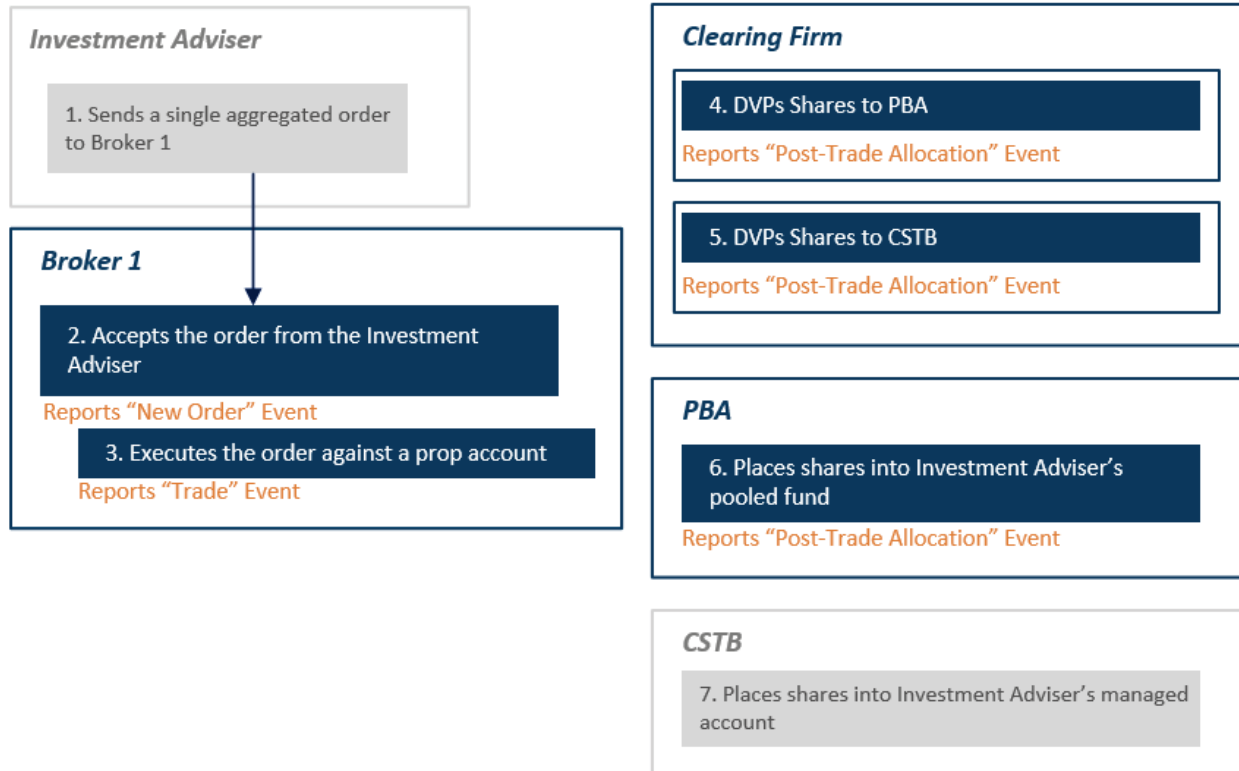 Investment Adviser
1. Sends a single aggregated order
to Broker 1
Broker 1
2. Accepts the order from the Investment
Adviser
Reports “New Order” Event
3. Executes the order against a prop account
Reports “Trade” Event
Clearing Firm
4. DVPs Shares to PBA
Reports “Post-Trade Allocation” Event
5. DVPs Shares to CSTB
Reports “Post-Trade Allocation” Event
PBA
6. Places shares into Investment Adviser’s
pooled fund
Reports “Post-Trade Allocation” Event
CSTB
7. Places shares into Investment Adviser’s managed
account